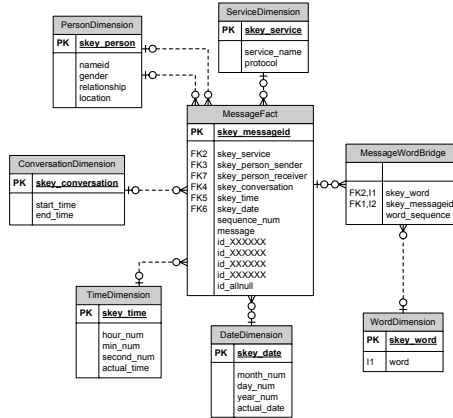 PersonDimension
PK skey_person
nameid
gender
relationship
location
ServiceDimension
PK skey_service
service_name
protocol
MessageFact
PK skey_messageid
FK2 skey_service
FK3 skey_person_sender
FK7 skey_person_receiver
FK4 skey_conversation
FK5 skey_time
FK6 skey_date
sequence_num
message
id_XXXXXX
id_XXXXXX
id_XXXXXX
id_XXXXXX
id_allnull
ConversationDimension
PK skey_conversation
start_time
end_time
MessageWordBridge
FK2,I1 skey_word
FK1,I2 skey_messageid
word_sequence
TimeDimension
PK skey_time
hour_num
min_num
second_num
actual_time
DateDimension
PK skey_date
month_num
day_num
year_num
actual_date
WordDimension
PK skey_word
I1 word